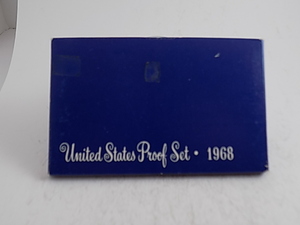 United States Proof Set • 1968